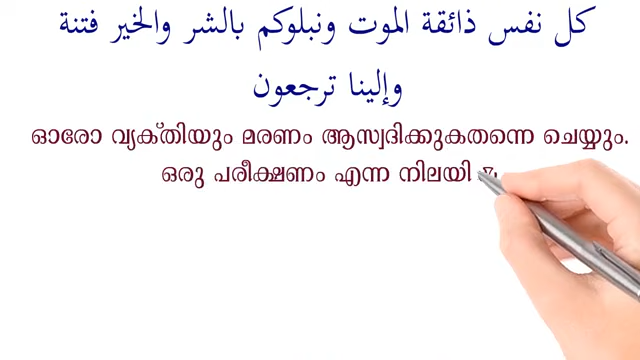 كل نفس ذائقة الموت ونبلوكم بالشر والخير فتنة
وإلينا ترجعون
ഓരോ വ്യക്തിയും മരണം ആസ്വദിക്കുകതന്നെ ചെയ്യും.
ഒരു പരീക്ഷണം എന്ന നിലയി